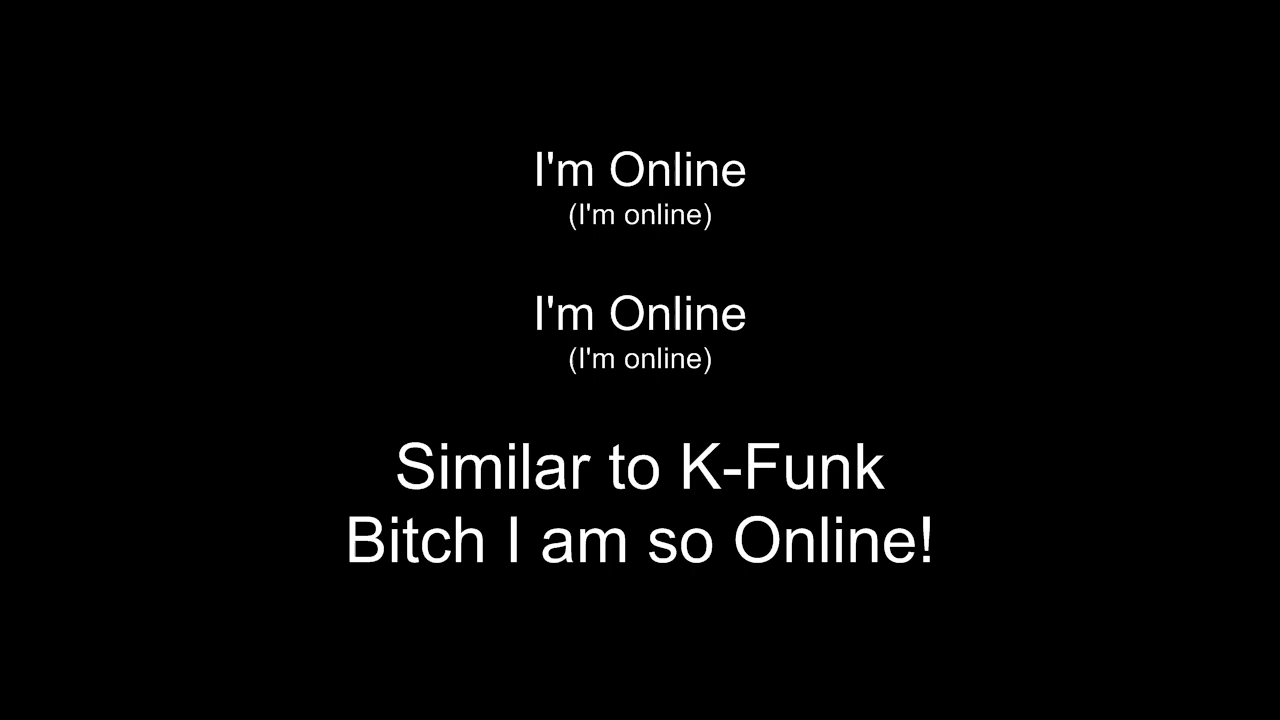 I'm Online
(I'm online)
I'm Online
(I'm online)
Similar to K-Funk
Bitch I am so Online!